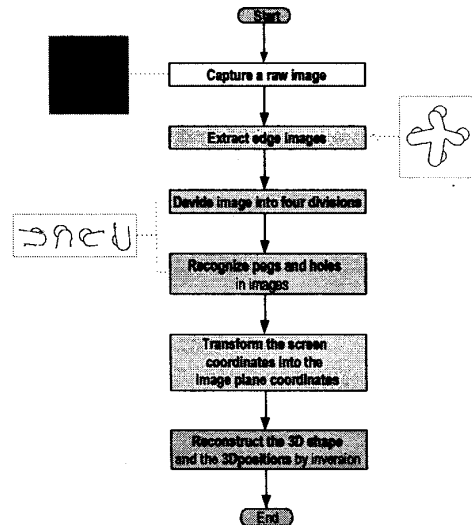 Start
Capture a raw image
Extract edge images
Devide image into four divisions
Recognize pegs and holes
in images
Transform the screen
coordinates into the
image plane coordinates
Reconstruct the 3D shape
and the 3Dpositions by inversion
End